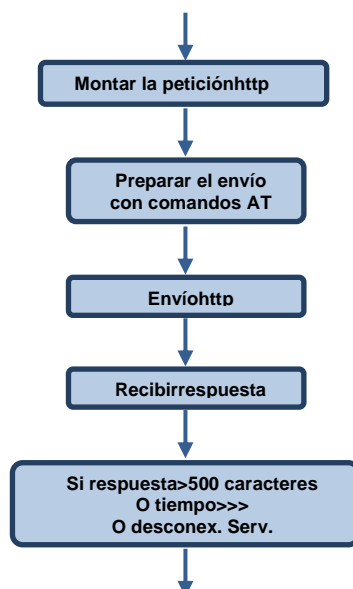 Montar la peticiónhttp
Preparar el envío
con comandos AT
Envíohttp
Recibirrespuesta
Si respuesta>500 caracteres
O tiempo>>>
O desconex. Serv.